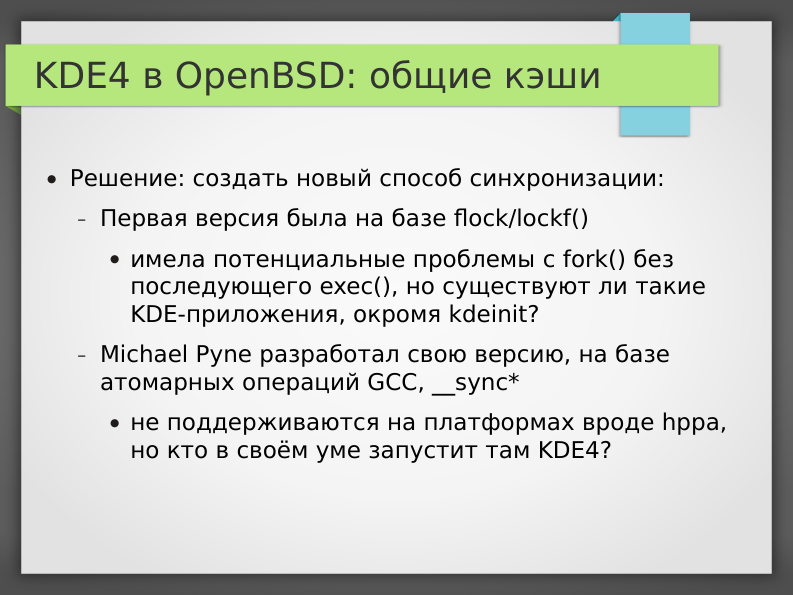 KDE4 в OpenBSD: общие кэши
● Решение: создать новый способ синхронизации:
– Первая версия была на базе flock/lockf()
● имела потенциальные проблемы с fork() без
последующего exec(), но существуют ли такие
KDE-приложения, окромя kdeinit?
– Michael Pyne разработал свою версию, на базе
атомарных операций GCC, __sync*
● не поддерживаются на платформах вроде hppa,
но кто в своём уме запустит там KDE4?